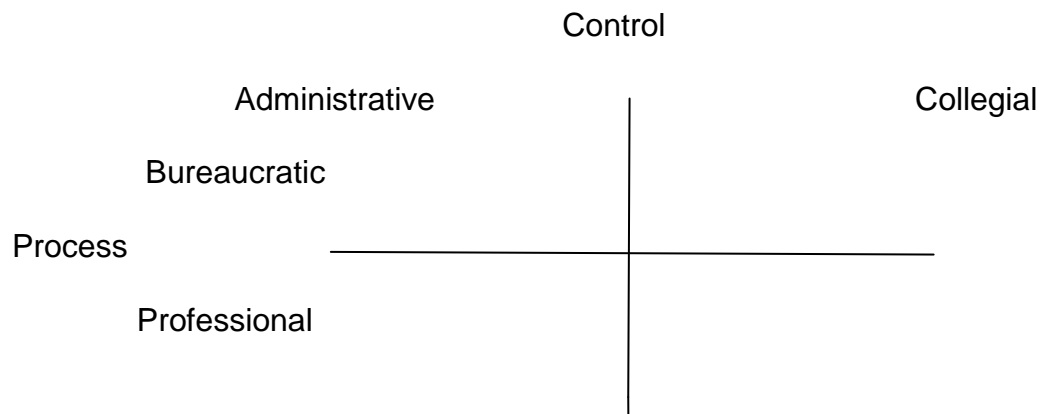 Control
Administrative Collegial
Bureaucratic
Process
Professional